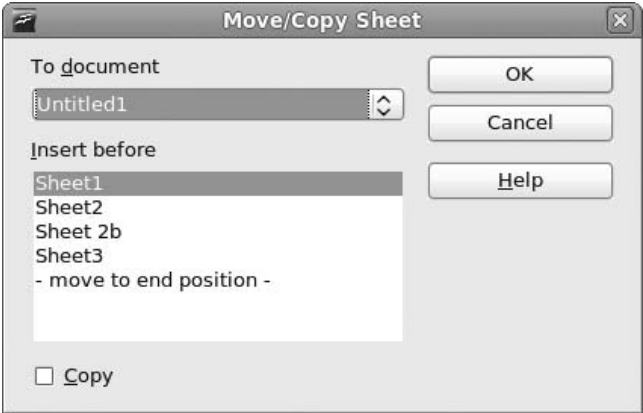 Move/Copy Sheet
To document
Untitled1
Insert before
Sheet1
Sheet2
Sheet 2b
Sheet3
- move to end position -
Copy
OK
Cancel
Help